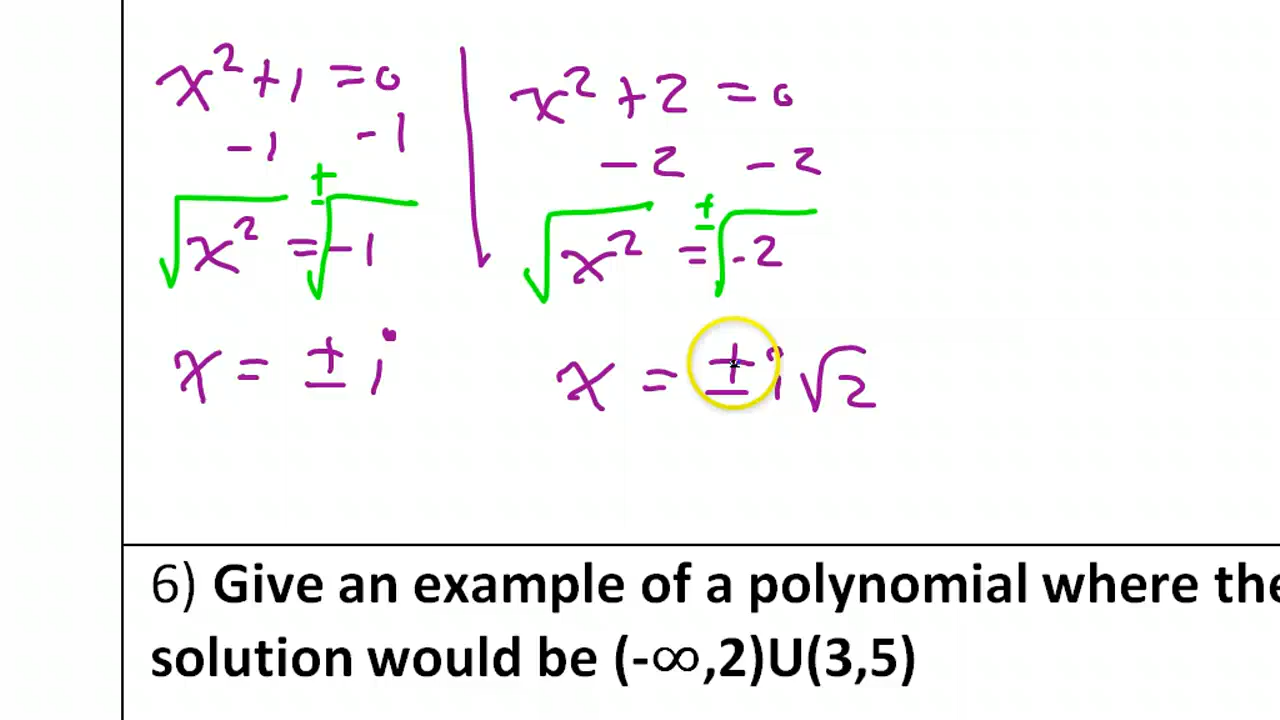 x² + 1 = 0
-1 -1
√x² = ±√-1
x = ± i
x² + 2 = 0
-2 -2
√x² = ±√-2
x = ± i √2
6) Give an example of a polynomial where the
solution would be (-∞,2)U(3,5)